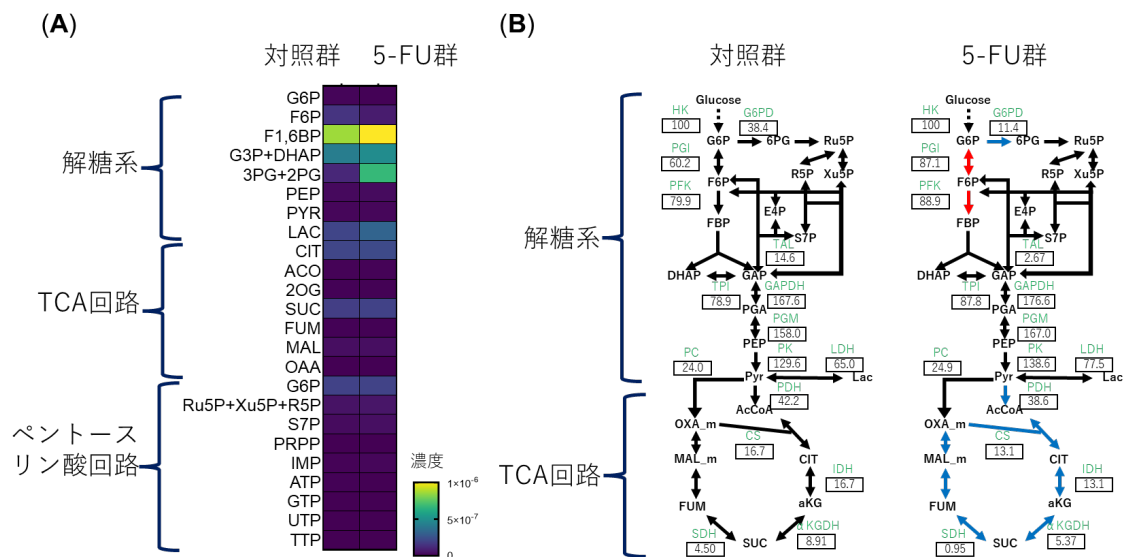 (A)
対照群 5-FU群
解糖系
TCA回路
ペントース
リン酸回路
G6P
F6P
F1,6BP
G3P+DHAP
3PG+2PG
PEP
PYR
LAC
CIT
ACO
2OG
SUC
FUM
MAL
OAA
G6P
Ru5P+Xu5P+R5P
S7P
PRPP
IMP
ATP
GTP
UTP
TTP
濃度
1×10⁻⁶
5×10⁻⁷
0
(B)
対照群
解糖系
TCA回路
Glucose
HK
100
G6PD
38.4
G6P
6PG
Ru5P
PGI
60.2
R5P
Xu5P
F6P
PFK
79.9
E4P
FBP
S7P
TAL
14.6
DHAP
GAP
TPI
78.9
GAPDH
167.6
PGA
PGM
158.0
PEP
PC
24.0
PK
129.6
LDH
65.0
Pyr
Lac
PDH
42.2
AcCoA
OXA_m
CS
16.7
MAL_m
CIT
IDH
16.7
FUM
aKG
SDH
4.50
SUC
α KGDH
8.91
5-FU群
Glucose
HK
100
G6PD
11.4
G6P
6PG
Ru5P
PGI
87.1
R5P
Xu5P
F6P
PFK
88.9
E4P
FBP
S7P
TAL
2.67
DHAP
GAP
TPI
87.8
GAPDH
176.6
PGA
PGM
167.0
PEP
PC
24.9
PK
138.6
LDH
77.5
Pyr
Lac
PDH
38.6
AcCoA
OXA_m
CS
13.1
MAL_m
CIT
IDH
13.1
FUM
aKG
SDH
0.95
SUC
α KGDH
5.37